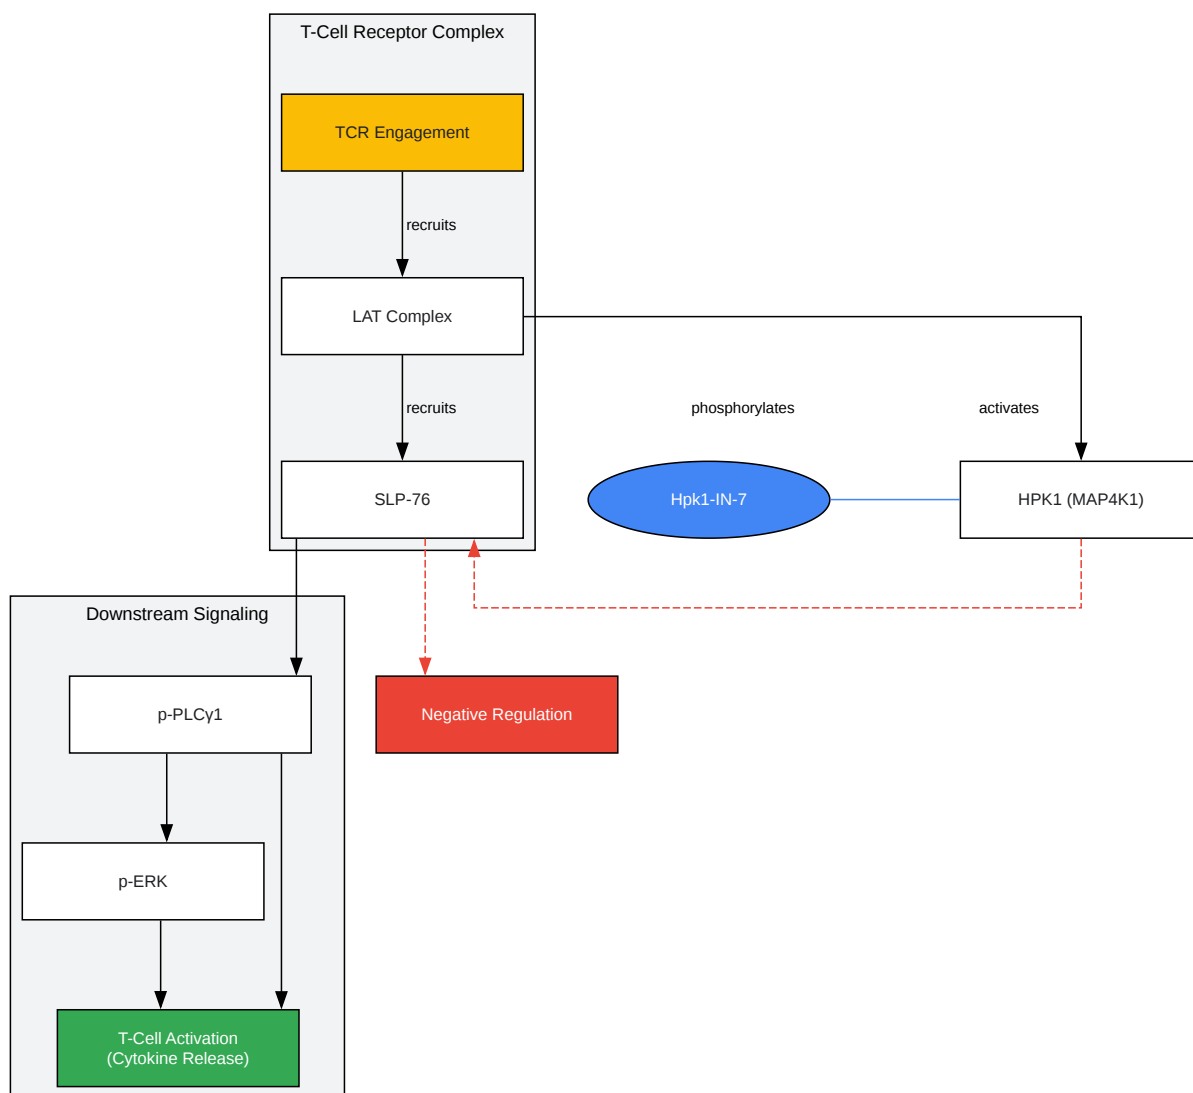 T-Cell Receptor Complex
TCR Engagement
recruits
LAT Complex
recruits
phosphorylates
activates
SLP-76
Hpk1-IN-7
HPK1 (MAP4K1)
Downstream Signaling
p-PLCγ1
Negative Regulation
p-ERK
T-Cell Activation
(Cytokine Release)